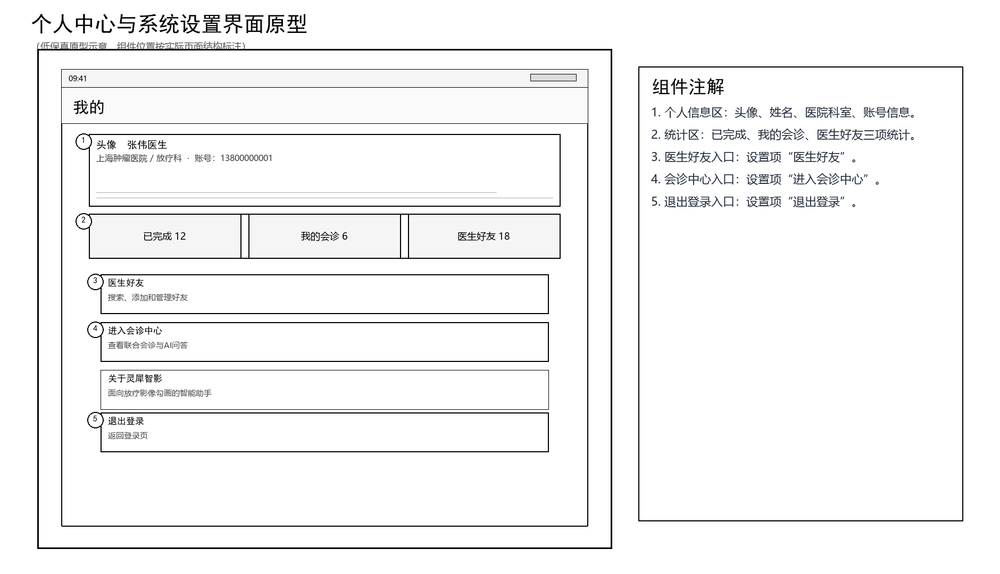 个人中心与系统设置界面原型
（低保真原型示意，组件位置按实际页面结构标注）
09:41
我的
1
头像 张伟医生
上海肿瘤医院 / 放疗科 · 账号：13800000001
2
已完成 12
我的会诊 6
医生好友 18
3
医生好友
搜索、添加和管理好友
4
进入会诊中心
查看联合会诊与AI问答
关于灵犀智影
面向放疗影像勾画的智能助手
5
退出登录
返回登录页
组件注解
1. 个人信息区：头像、姓名、医院科室、账号信息。
2. 统计区：已完成、我的会诊、医生好友三项统计。
3. 医生好友入口：设置项“医生好友”。
4. 会诊中心入口：设置项“进入会诊中心”。
5. 退出登录入口：设置项“退出登录”。